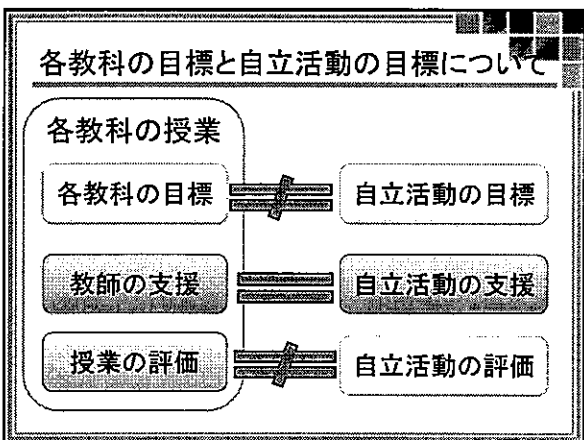 各教科の目標と自立活動の目標について
各教科の授業
各教科の目標 ≠ 自立活動の目標
教師の支援 = 自立活動の支援
授業の評価 ≠ 自立活動の評価